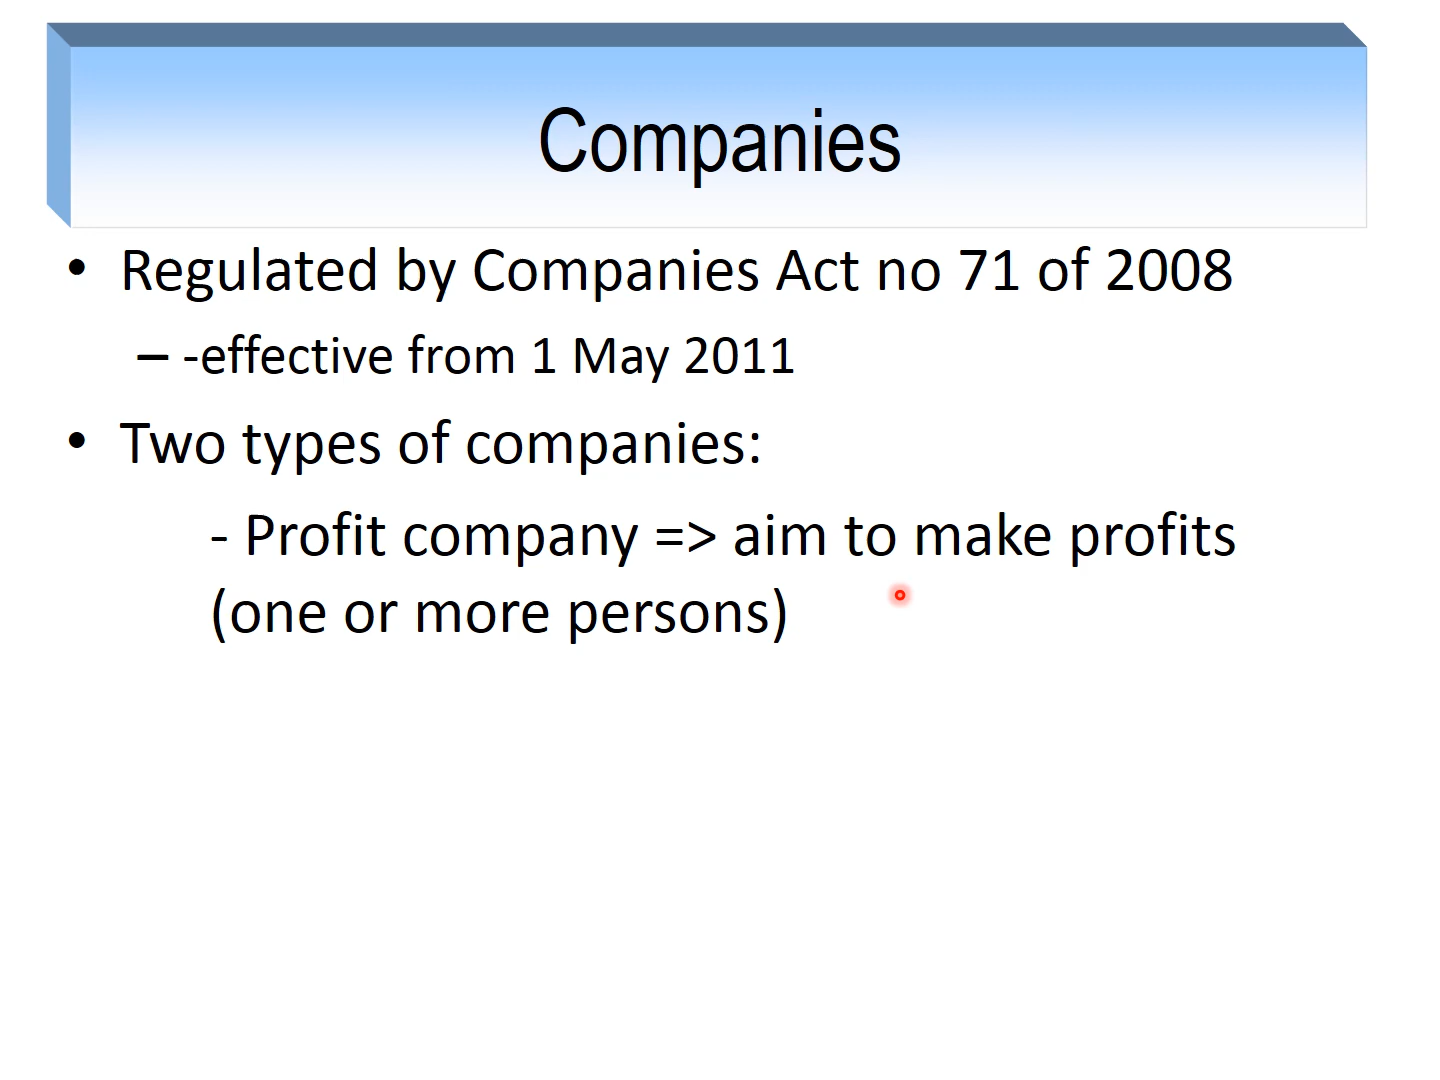 Companies
• Regulated by Companies Act no 71 of 2008
– -effective from 1 May 2011
• Two types of companies:
- Profit company => aim to make profits
(one or more persons)